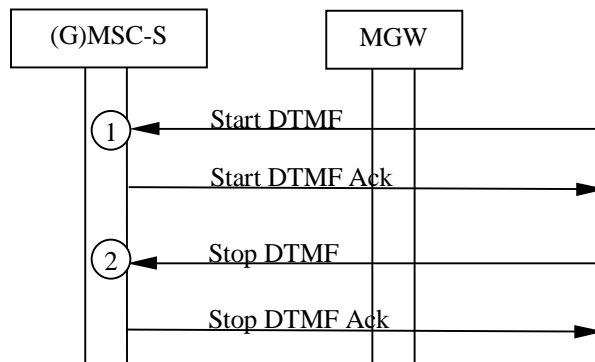 (G)MSC-S
MGW
1
Start DTMF
Start DTMF Ack
2
Stop DTMF
Stop DTMF Ack